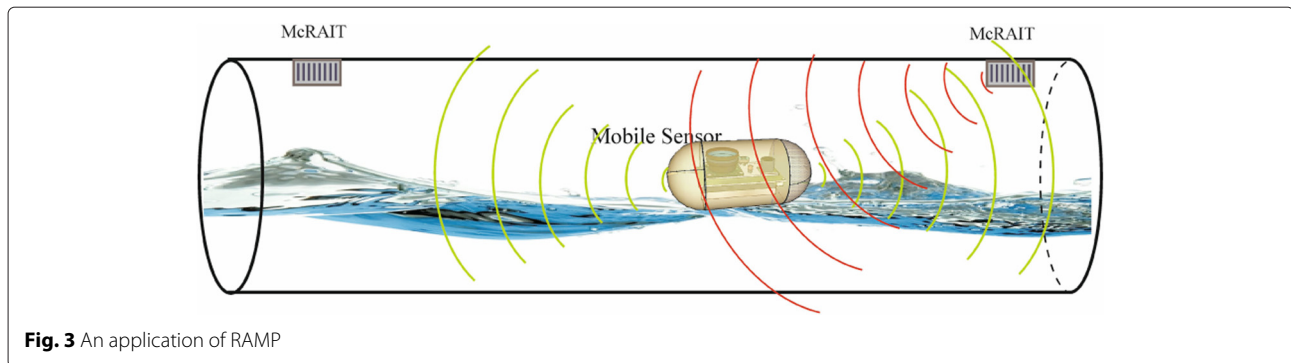 McRAIT
McRAIT
Mobile Sensor
Fig. 3 An application of RAMP